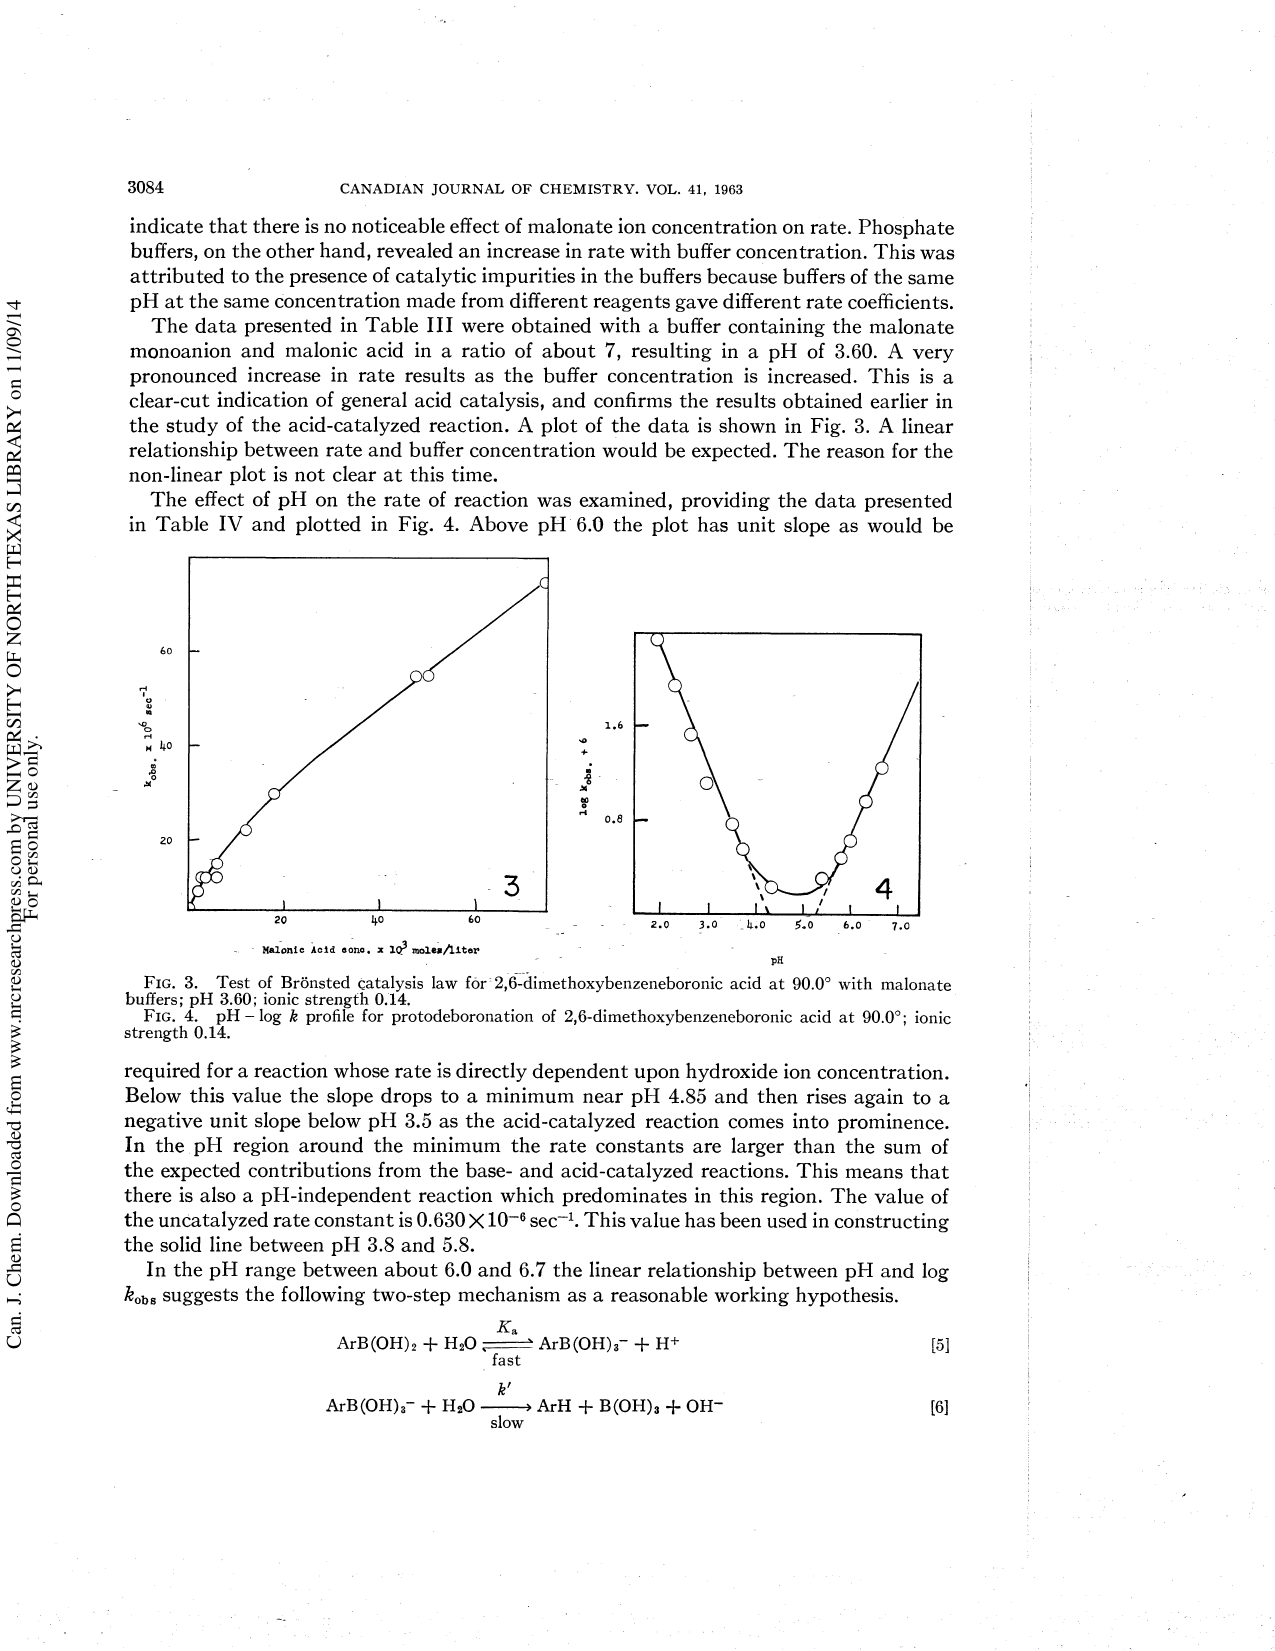 3084
CANADIAN JOURNAL OF CHEMISTRY. VOL. 41, 1963
indicate that there is no noticeable effect of malonate ion concentration on rate. Phosphate
buffers, on the other hand, revealed an increase in rate with buffer concentration. This was
attributed to the presence of catalytic impurities in the buffers because buffers of the same
pH at the same concentration made from different reagents gave different rate coefficients.
The data presented in Table III were obtained with a buffer containing the malonate
monoanion and malonic acid in a ratio of about 7, resulting in a pH of 3.60. A very
pronounced increase in rate results as the buffer concentration is increased. This is a
clear-cut indication of general acid catalysis, and confirms the results obtained earlier in
the study of the acid-catalyzed reaction. A plot of the data is shown in Fig. 3. A linear
relationship between rate and buffer concentration would be expected. The reason for the
non-linear plot is not clear at this time.
The effect of pH on the rate of reaction was examined, providing the data presented
in Table IV and plotted in Fig. 4. Above pH 6.0 the plot has unit slope as would be
60
40
20
k obs. x 10⁶ sec⁻¹
20 40 60
Malonic Acid conc. x 10³ moles/liter
3
1.6
0.8
log k obs. + 6
2.0 3.0 4.0 5.0 6.0 7.0
pH
4
FIG. 3. Test of Brönsted catalysis law for 2,6-dimethoxybenzeneboronic acid at 90.0° with malonate
buffers; pH 3.60; ionic strength 0.14.
FIG. 4. pH – log k profile for protodeboronation of 2,6-dimethoxybenzeneboronic acid at 90.0°; ionic
strength 0.14.
required for a reaction whose rate is directly dependent upon hydroxide ion concentration.
Below this value the slope drops to a minimum near pH 4.85 and then rises again to a
negative unit slope below pH 3.5 as the acid-catalyzed reaction comes into prominence.
In the pH region around the minimum the rate constants are larger than the sum of
the expected contributions from the base- and acid-catalyzed reactions. This means that
there is also a pH-independent reaction which predominates in this region. The value of
the uncatalyzed rate constant is 0.630×10⁻⁶ sec⁻¹. This value has been used in constructing
the solid line between pH 3.8 and 5.8.
In the pH range between about 6.0 and 6.7 the linear relationship between pH and log
k_obs suggests the following two-step mechanism as a reasonable working hypothesis.
Kₐ
ArB(OH)₂ + H₂O ⇌ ArB(OH)₃⁻ + H⁺ [5]
fast
k′
ArB(OH)₃⁻ + H₂O → ArH + B(OH)₃ + OH⁻ [6]
slow
Can. J. Chem. Downloaded from www.nrcresearchpress.com by UNIVERSITY OF NORTH TEXAS LIBRARY on 11/09/14
For personal use only.